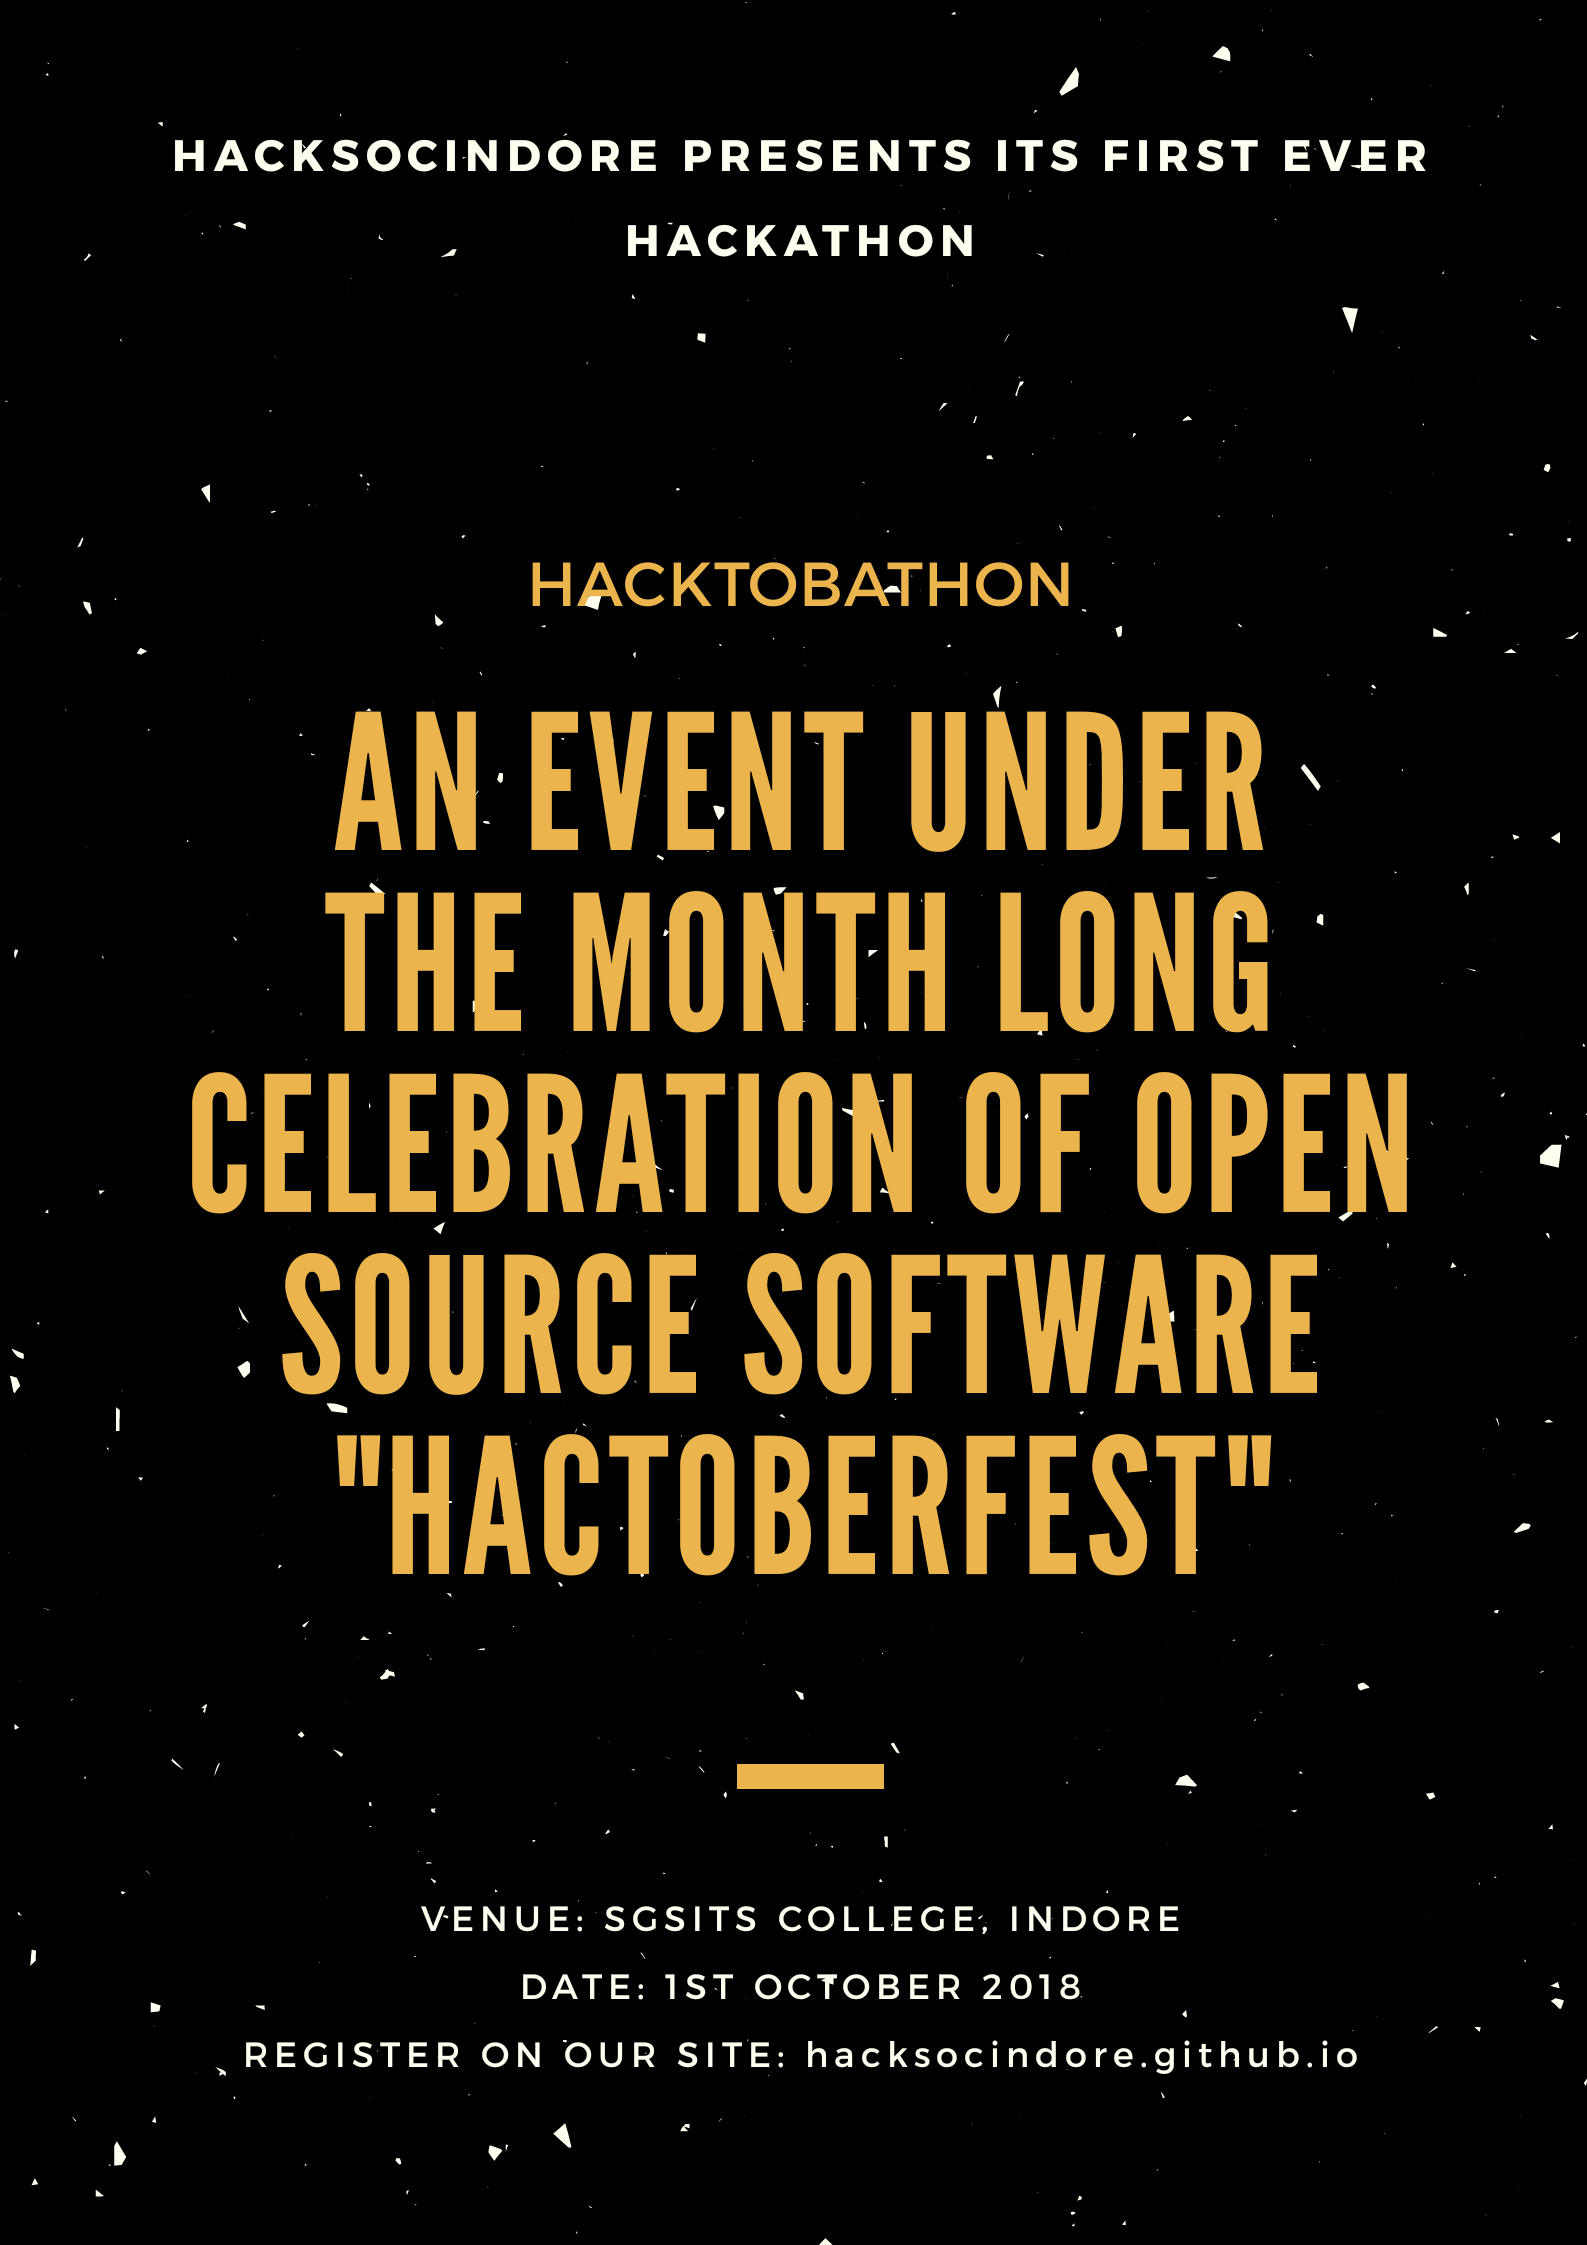 HACKSOCINDORE PRESENTS ITS FIRST EVER
HACKATHON
HACKTOBATHON
AN EVENT UNDER
THE MONTH LONG
CELEBRATION OF OPEN
SOURCE SOFTWARE
"HACTOBERFEST"
VENUE: SGSITS COLLEGE, INDORE
DATE: 1ST OCTOBER 2018
REGISTER ON OUR SITE: hacksocindore.github.io